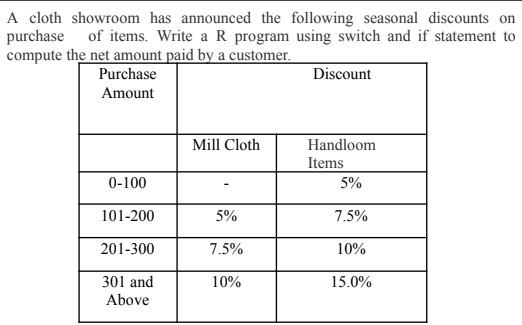 A cloth showroom has announced the following seasonal discounts on
purchase of items. Write a R program using switch and if statement to
compute the net amount paid by a customer.
Purchase
Amount
Discount
Mill Cloth
Handloom
Items
0-100
-
5%
101-200
5%
7.5%
201-300
7.5%
10%
301 and
Above
10%
15.0%